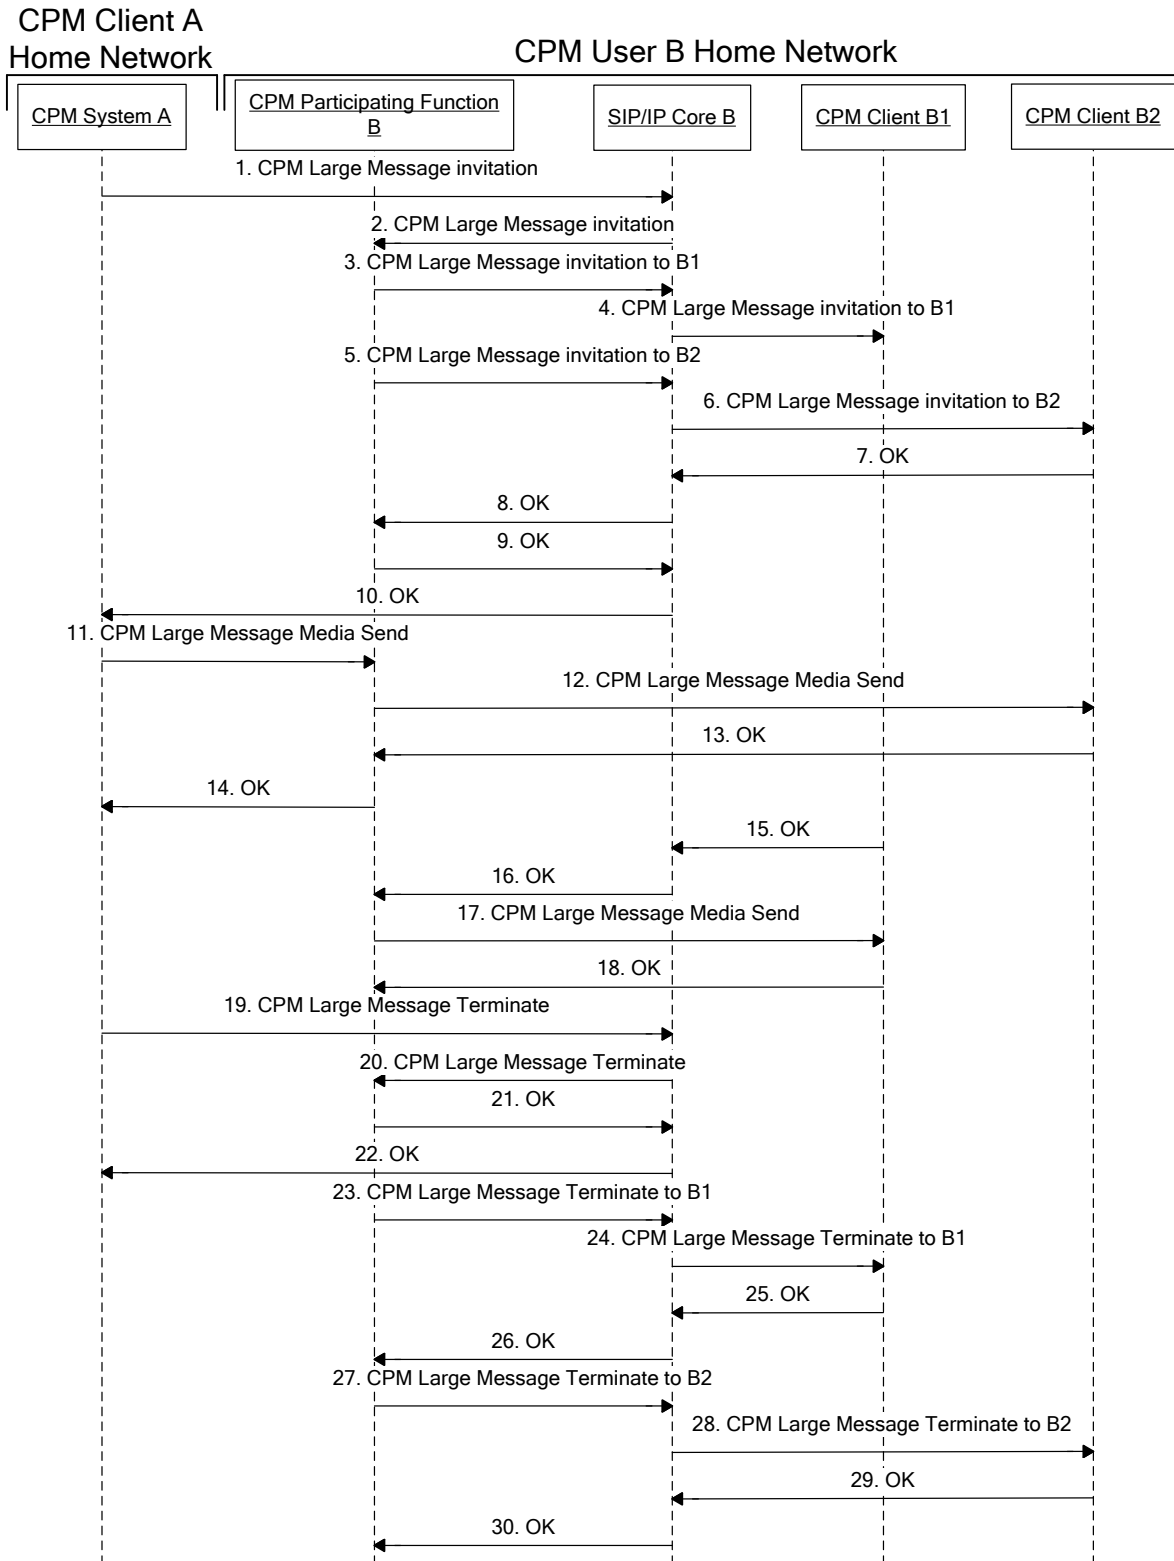 CPM Client A
Home Network
CPM User B Home Network
CPM System A
CPM Participating Function
B
SIP/IP Core B
CPM Client B1
CPM Client B2
1. CPM Large Message invitation
2. CPM Large Message invitation
3. CPM Large Message invitation to B1
4. CPM Large Message invitation to B1
5. CPM Large Message invitation to B2
6. CPM Large Message invitation to B2
7. OK
8. OK
9. OK
10. OK
11. CPM Large Message Media Send
12. CPM Large Message Media Send
13. OK
14. OK
15. OK
16. OK
17. CPM Large Message Media Send
18. OK
19. CPM Large Message Terminate
20. CPM Large Message Terminate
21. OK
22. OK
23. CPM Large Message Terminate to B1
24. CPM Large Message Terminate to B1
25. OK
26. OK
27. CPM Large Message Terminate to B2
28. CPM Large Message Terminate to B2
29. OK
30. OK